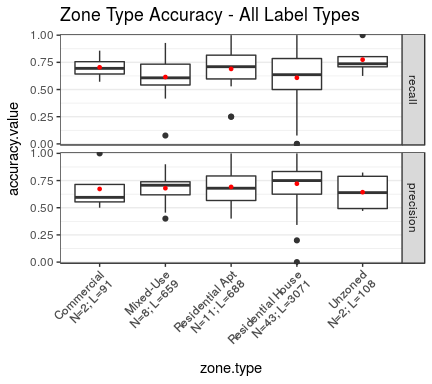 Zone Type Accuracy - All Label Types
accuracy.value
1.00
0.75
0.50
0.25
0.00
recall
1.00
0.75
0.50
0.25
0.00
precision
Commercial
N=2; L=91
Mixed-Use
N=8; L=659
Residential Apt
N=11; L=688
Residential House
N=43; L=3071
Unzoned
N=2; L=108
zone.type